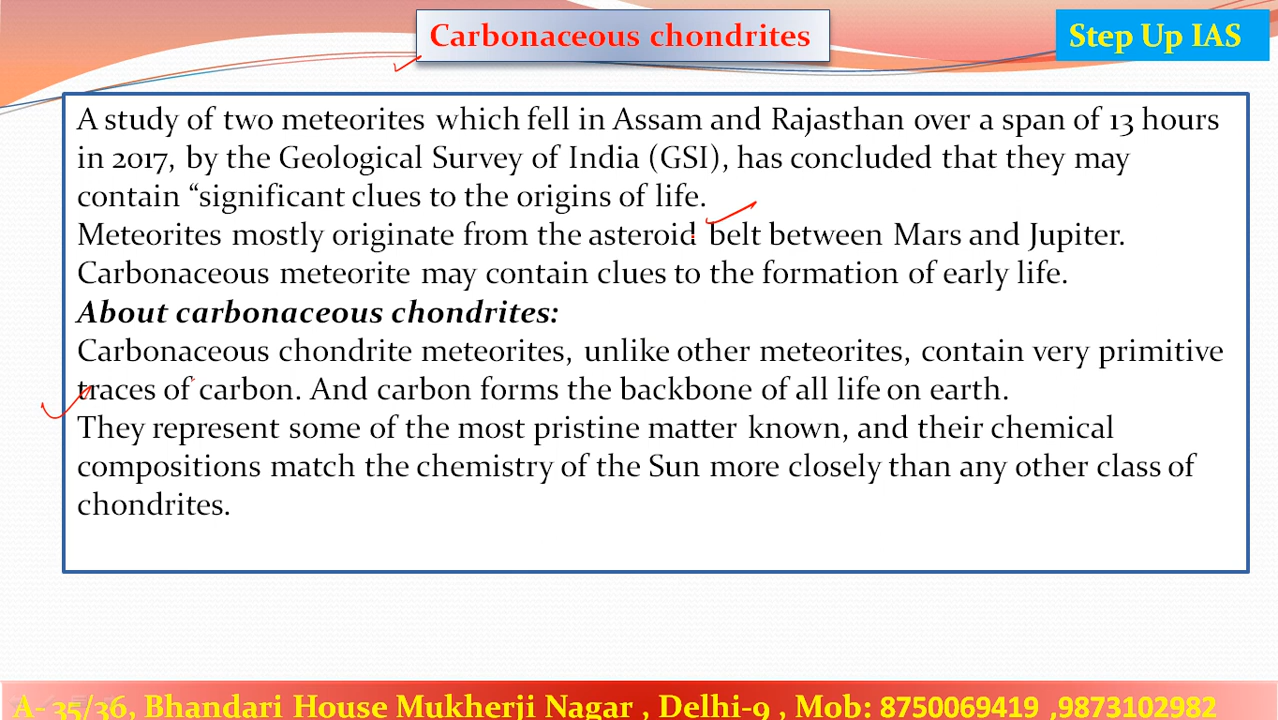 Carbonaceous chondrites
Step Up IAS
A study of two meteorites which fell in Assam and Rajasthan over a span of 13 hours
in 2017, by the Geological Survey of India (GSI), has concluded that they may
contain “significant clues to the origins of life.
Meteorites mostly originate from the asteroid belt between Mars and Jupiter.
Carbonaceous meteorite may contain clues to the formation of early life.
About carbonaceous chondrites:
Carbonaceous chondrite meteorites, unlike other meteorites, contain very primitive
traces of carbon. And carbon forms the backbone of all life on earth.
They represent some of the most pristine matter known, and their chemical
compositions match the chemistry of the Sun more closely than any other class of
chondrites.
A- 35/36, Bhandari House Mukherji Nagar , Delhi-9 , Mob: 8750069419 ,9873102982